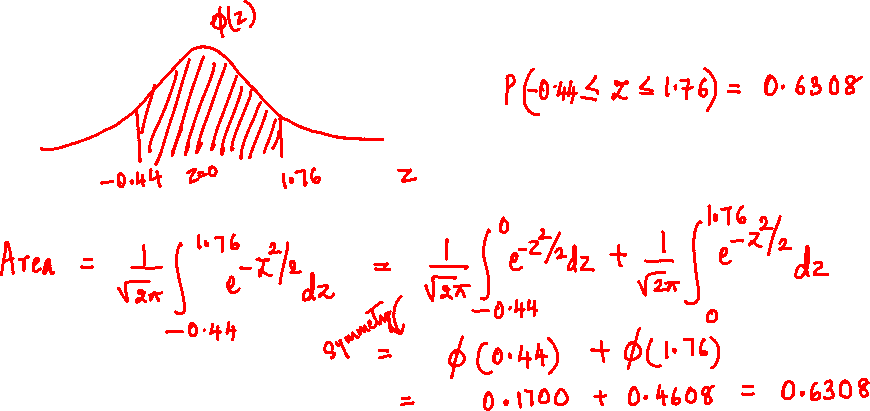 ϕ(z)
P(-0.44 ≤ z ≤ 1.76) = 0.6308
-0.44 z=0 1.76 z
Area = 1/√2π ∫_{-0.44}^{1.76} e^{-z²/2} dz = 1/√2π ∫_{-0.44}^{0} e^{-z²/2} dz + 1/√2π ∫_{0}^{1.76} e^{-z²/2} dz
symmetry = ϕ(0.44) + ϕ(1.76)
= 0.1700 + 0.4608 = 0.6308